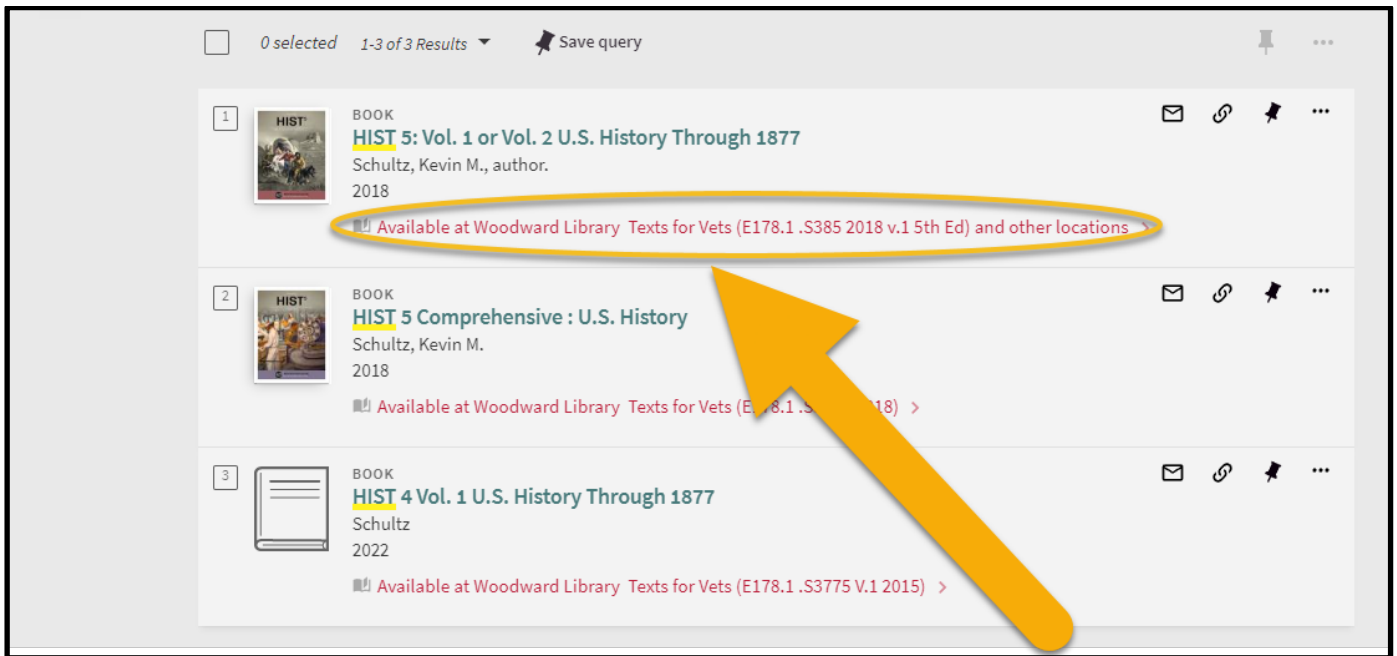 0 selected 1-3 of 3 Results Save query
1
HIST
BOOK
HIST 5: Vol. 1 or Vol. 2 U.S. History Through 1877
Schultz, Kevin M., author.
2018
Available at Woodward Library Texts for Vets (E178.1 .S385 2018 v.1 5th Ed) and other locations
2
HIST
BOOK
HIST 5 Comprehensive : U.S. History
Schultz, Kevin M.
2018
Available at Woodward Library Texts for Vets
3
BOOK
HIST 4 Vol. 1 U.S. History Through 1877
Schultz
2022
Available at Woodward Library Texts for Vets (E178.1 .S3775 V.1 2015)